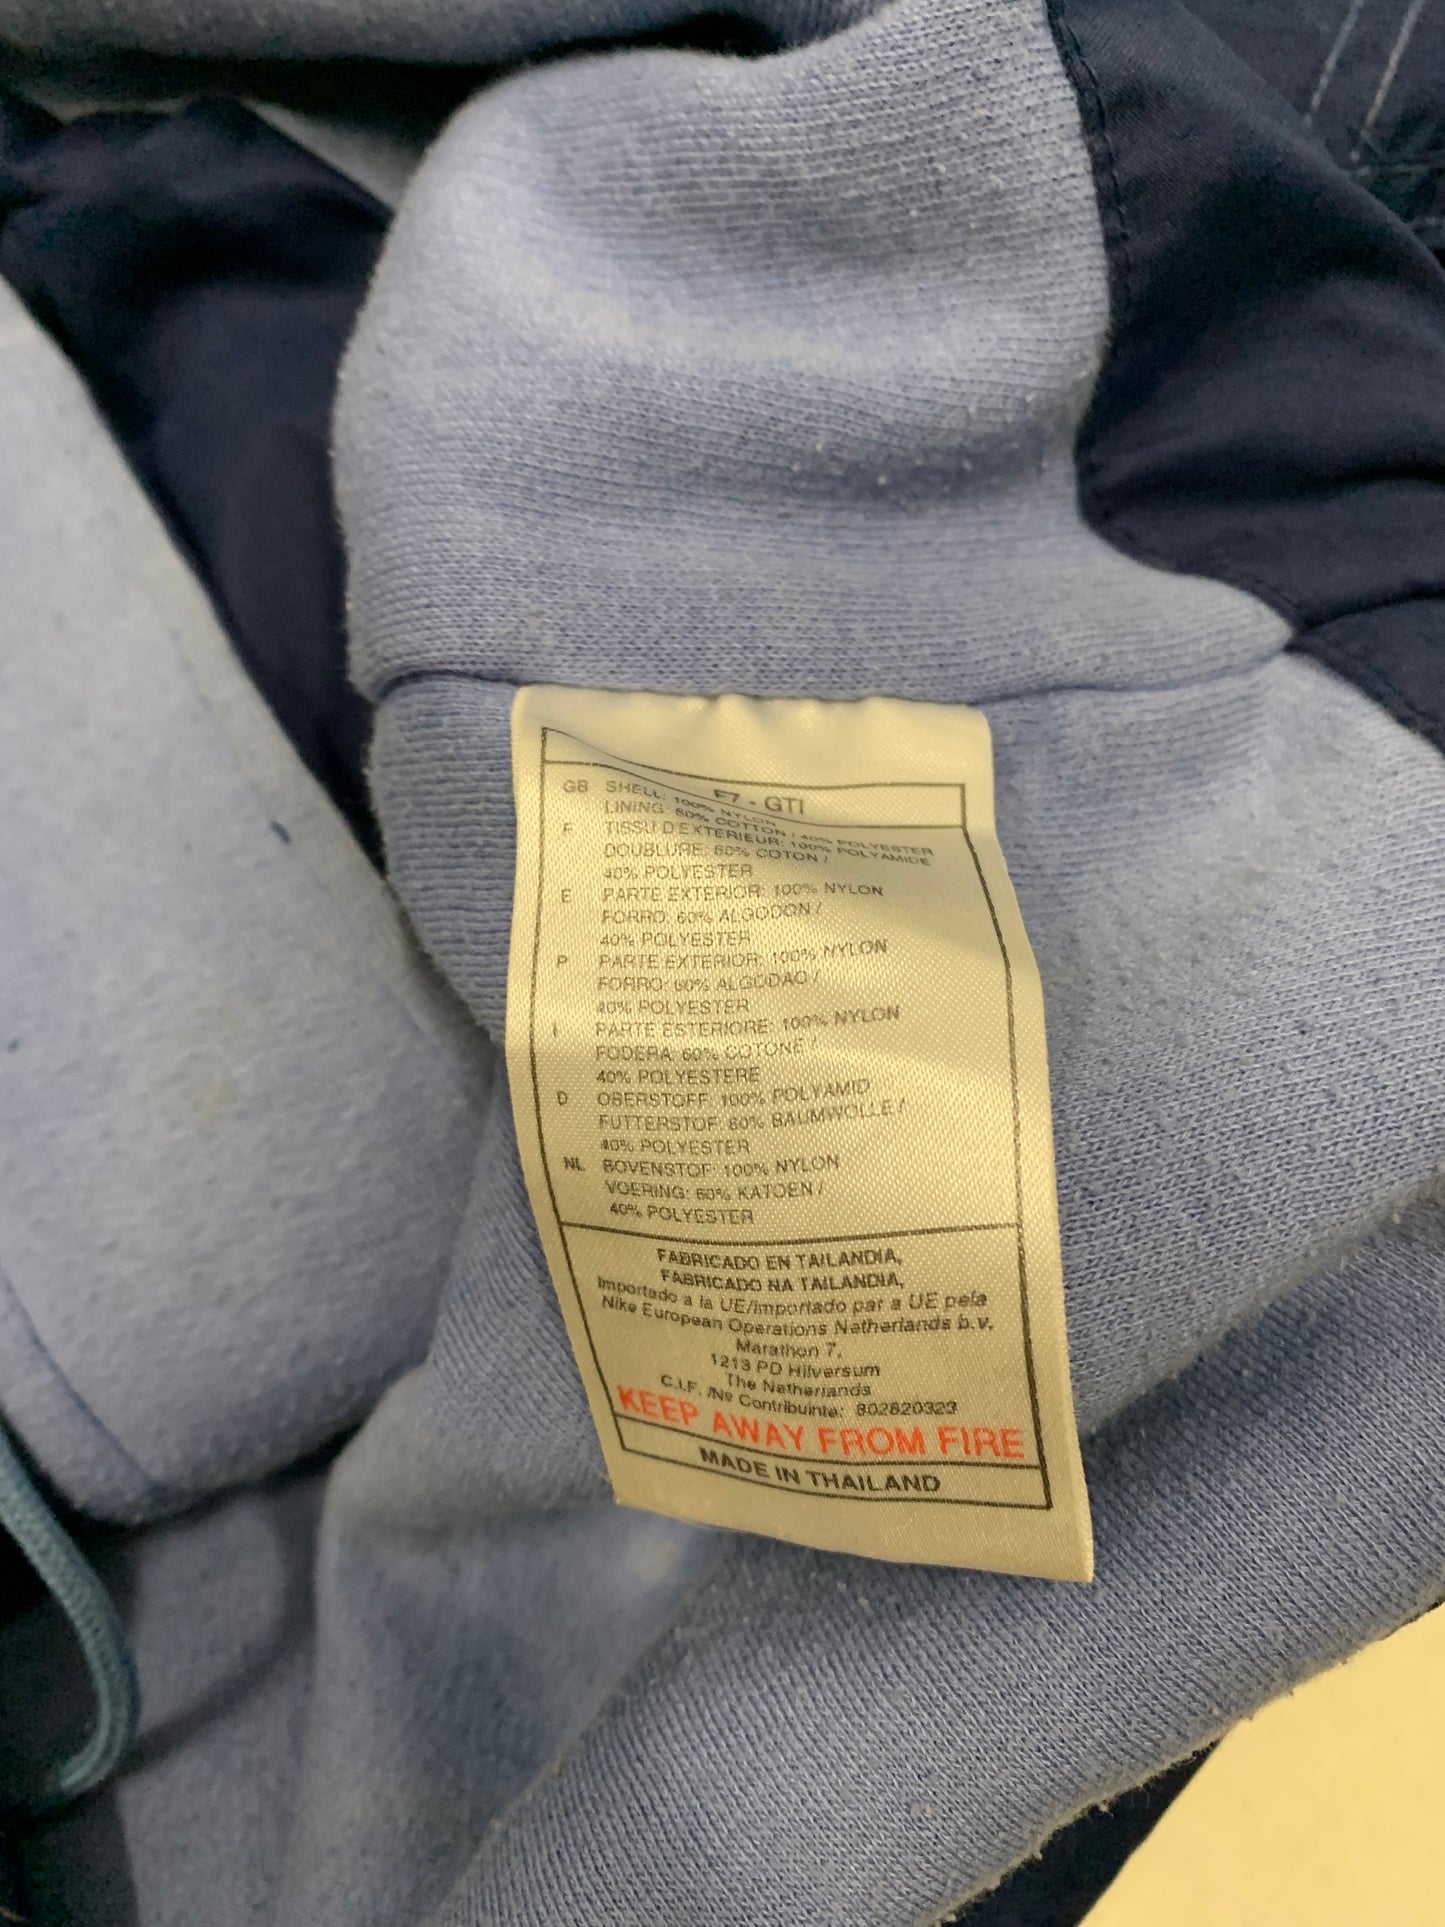 F7 - GTI
GB SHELL: 100% NYLON
LINING: 60% COTTON / 40% POLYESTER
F TISSU D'EXTERIEUR: 100% POLYAMIDE
DOUBLURE: 60% COTON /
40% POLYESTER
E PARTE EXTERIOR: 100% NYLON
FORRO: 60% ALGODON /
40% POLYESTER
P PARTE EXTERIOR: 100% NYLON
FORRO: 60% ALGODAO /
40% POLYESTER
I PARTE ESTERIORE: 100% NYLON
FODERA: 60% COTONE /
40% POLYESTERE
D OBERSTOFF: 100% POLYAMID
FUTTERSTOF: 60% BAUMWOLLE /
40% POLYESTER
NL BOVENSTOF: 100% NYLON
VOERING: 60% KATOEN /
40% POLYESTER
FABRICADO EN TAILANDIA,
FABRICADO NA TAILANDIA,
Importado a la UE/importado par a UE pela
Nike European Operations Netherlands b.v.
Marathon 7,
1213 PD Hilversum
The Netherlands
C.I.F. /Nº Contribuinte: 802820323
KEEP AWAY FROM FIRE
MADE IN THAILAND